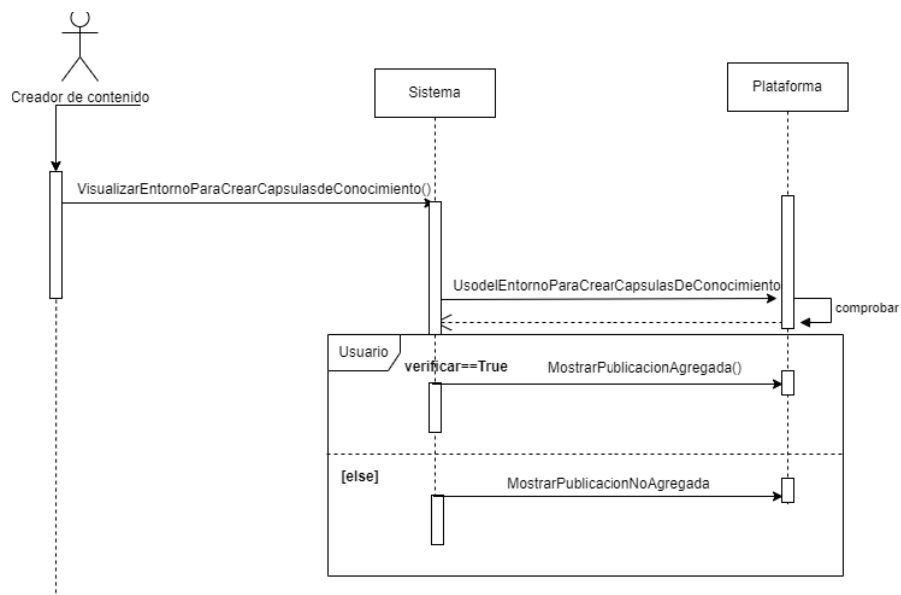 Creador de contenido
Sistema
Plataforma
VisualizarEntornoParaCrearCapsulasdeConocimiento()
UsodelEntornoParaCrearCapsulasDeConocimiento
comprobar
Usuario
verificar==True
MostrarPublicacionAgregada()
[else]
MostrarPublicacionNoAgregada